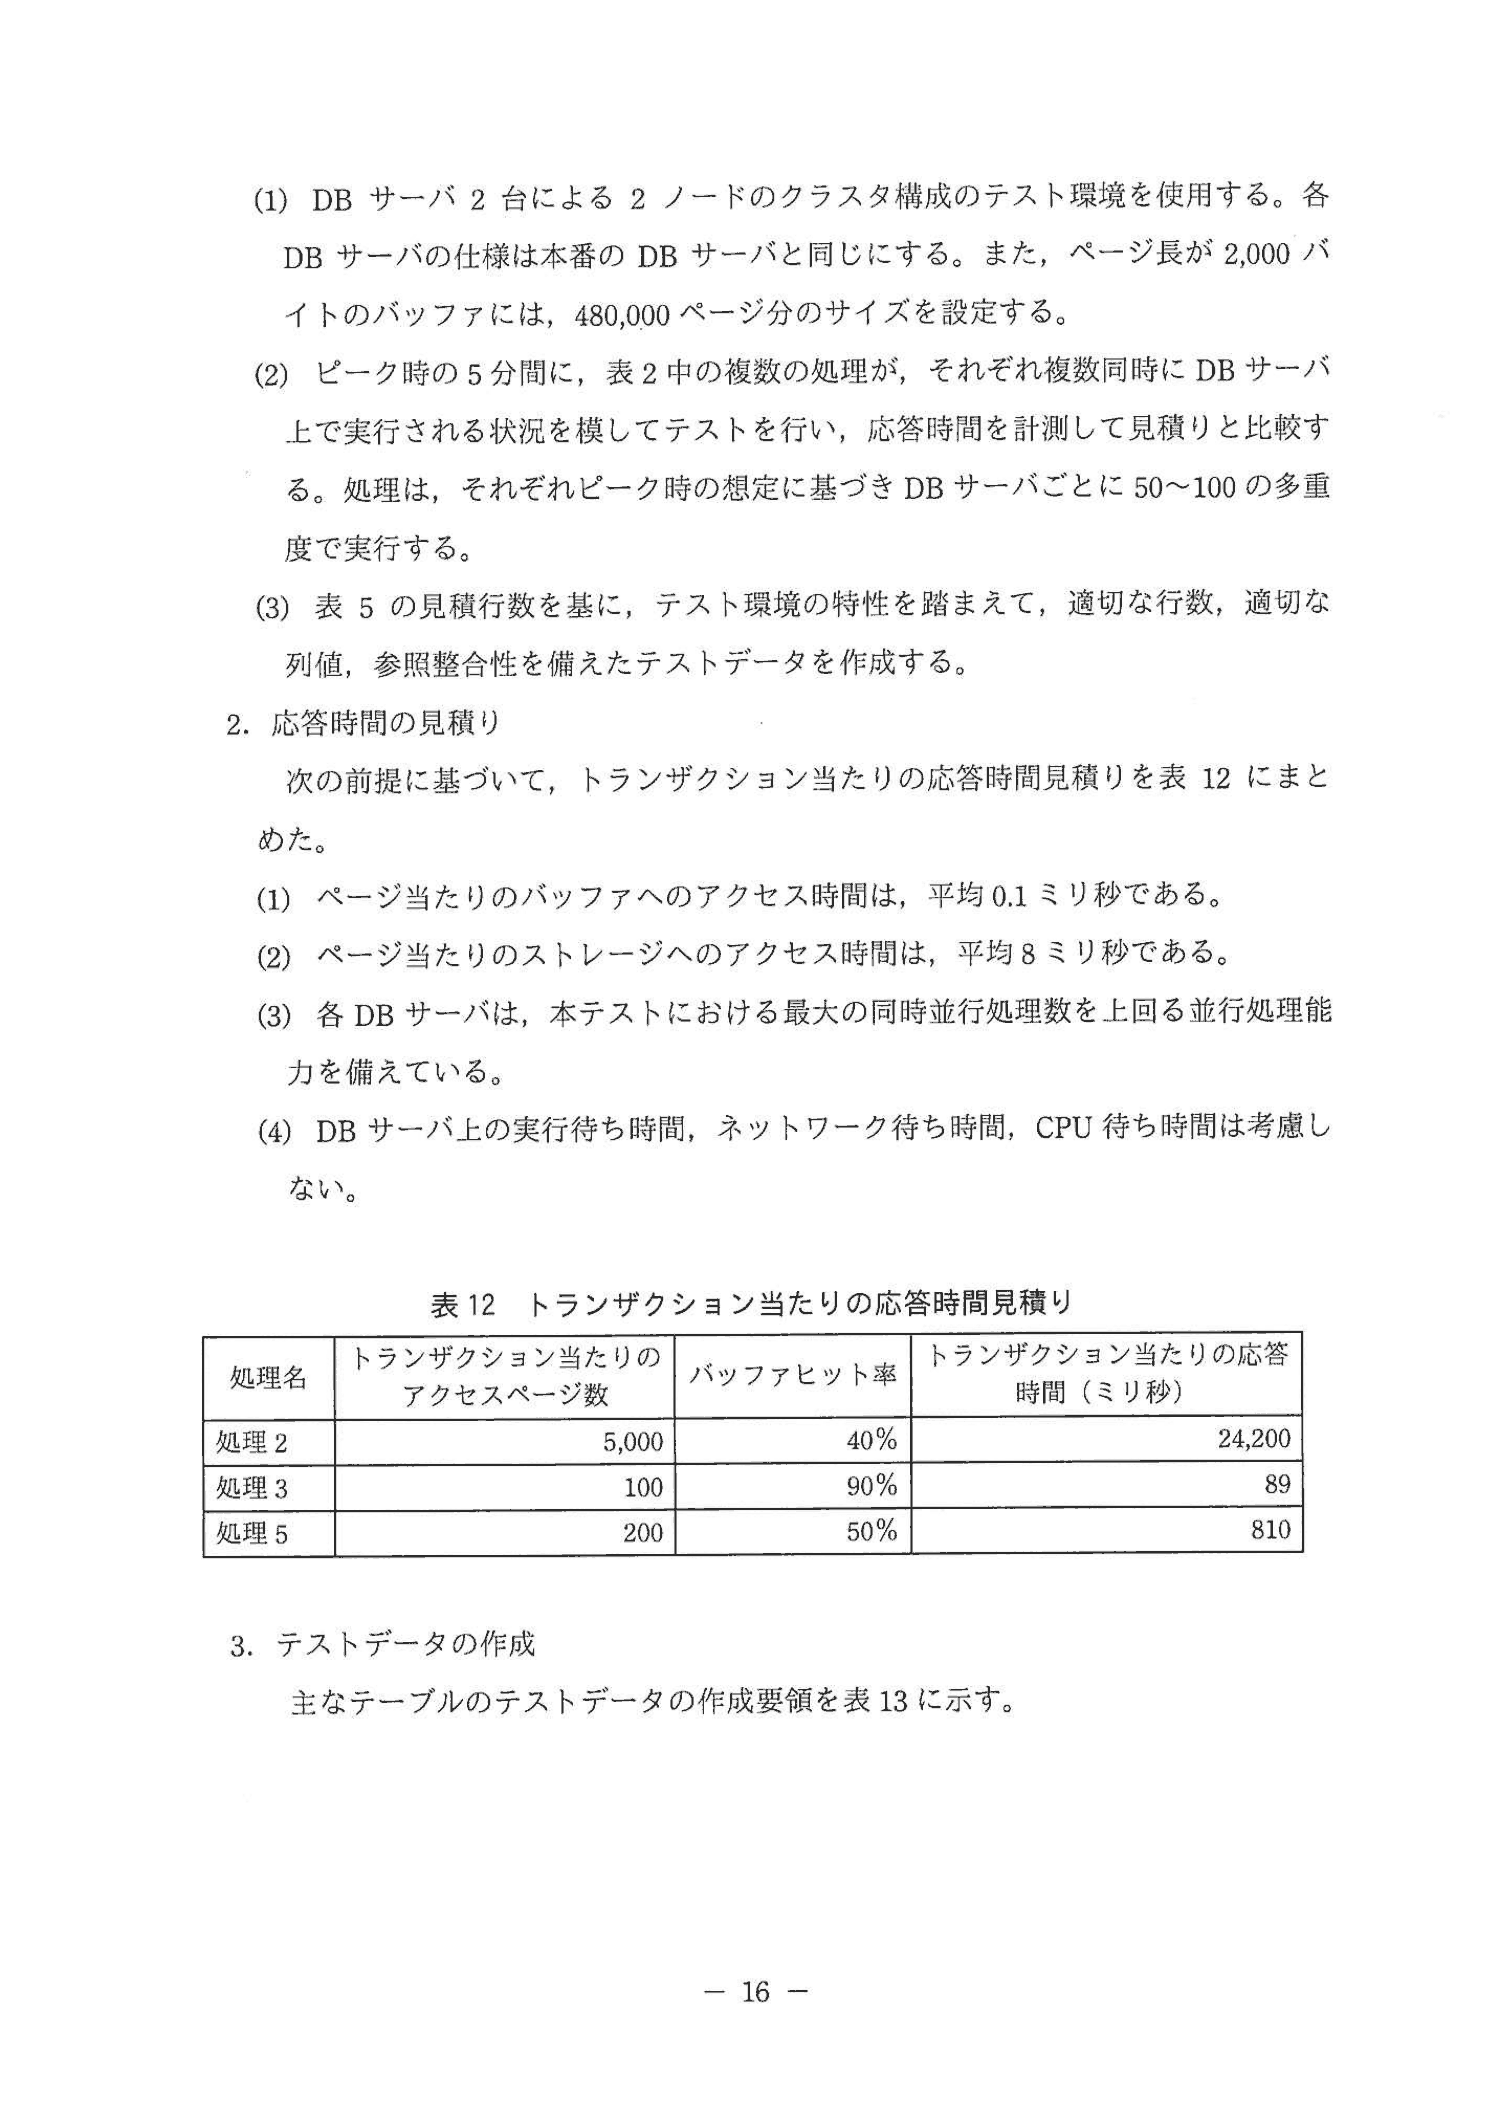 (1) DB サーバ 2 台による 2 ノードのクラスタ構成のテスト環境を使用する。各
DB サーバの仕様は本番の DB サーバと同じにする。また，ページ長が 2,000 バ
イトのバッファには，480,000 ページ分のサイズを設定する。
(2) ピーク時の 5 分間に，表 2 中の複数の処理が，それぞれ複数同時に DB サーバ
上で実行される状況を模してテストを行い，応答時間を計測して見積りと比較す
る。処理は，それぞれピーク時の想定に基づき DB サーバごとに 50～100 の多重
度で実行する。
(3) 表 5 の見積行数を基に，テスト環境の特性を踏まえて，適切な行数，適切な
列値，参照整合性を備えたテストデータを作成する。
2. 応答時間の見積り
次の前提に基づいて，トランザクション当たりの応答時間見積りを表 12 にまと
めた。
(1) ページ当たりのバッファへのアクセス時間は，平均 0.1 ミリ秒である。
(2) ページ当たりのストレージへのアクセス時間は，平均 8 ミリ秒である。
(3) 各 DB サーバは，本テストにおける最大の同時並行処理数を上回る並行処理能
力を備えている。
(4) DB サーバ上の実行待ち時間，ネットワーク待ち時間，CPU 待ち時間は考慮し
ない。
表 12 トランザクション当たりの応答時間見積り
処理名 トランザクション当たりのアクセスページ数 バッファヒット率 トランザクション当たりの応答時間（ミリ秒）
処理 2 5,000 40% 24,200
処理 3 100 90% 89
処理 5 200 50% 810
3. テストデータの作成
主なテーブルのテストデータの作成要領を表 13 に示す。
－ 16 －